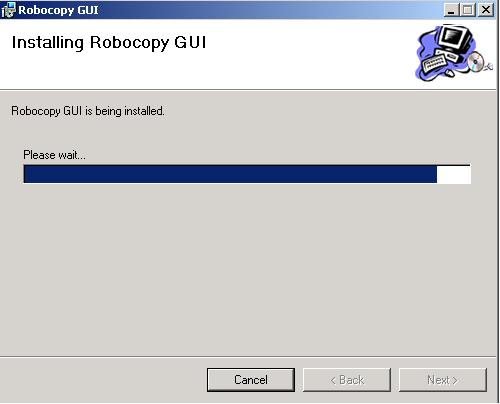 Robocopy GUI
Installing Robocopy GUI
Robocopy GUI is being installed.
Please wait...
Cancel
< Back
Next >